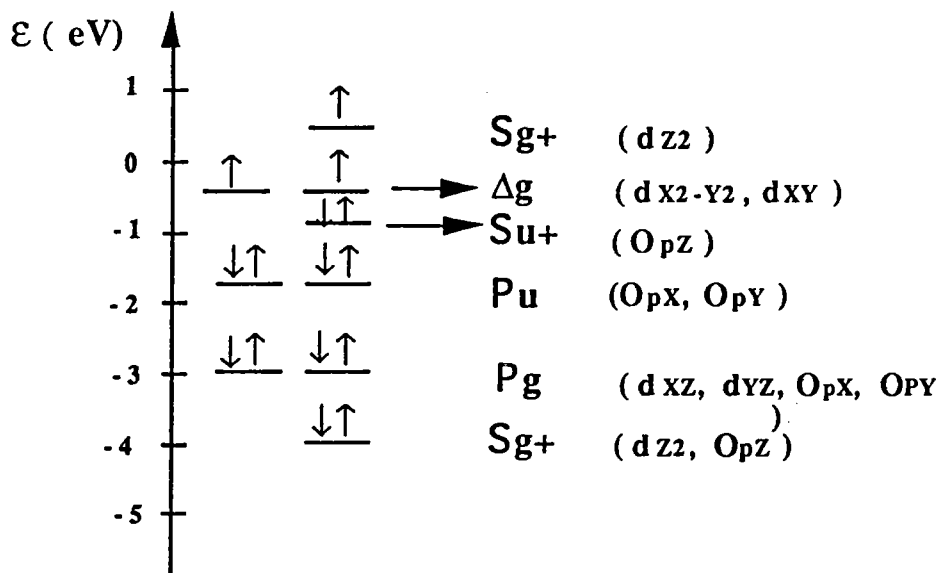 ε ( eV)
1
Sg+ ( dZ2 )
0
Δg ( dX2-Y2 , dXY )
-1
Su+ ( OpZ )
-2
Pu (OpX, OpY )
-3
Pg ( dXZ, dYZ, OpX, OPY
)
-4
Sg+ ( dZ2, OpZ )
-5